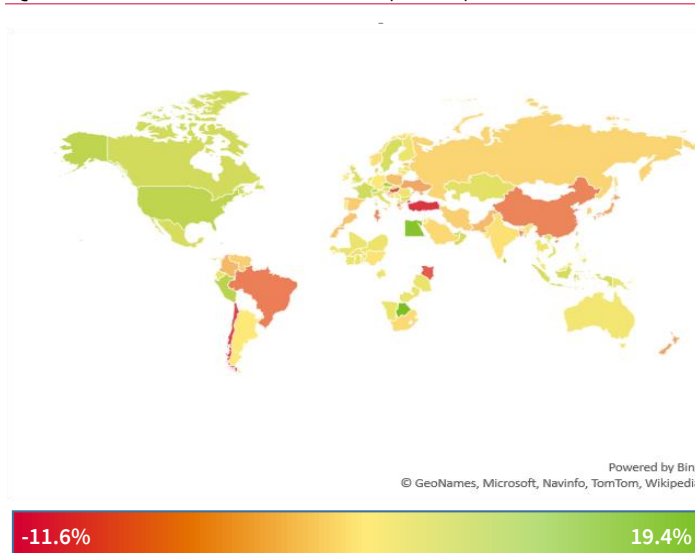 Powered by Bin
© GeoNames, Microsoft, Navinfo, TomTom, Wikipedi
-11.6%
19.4%